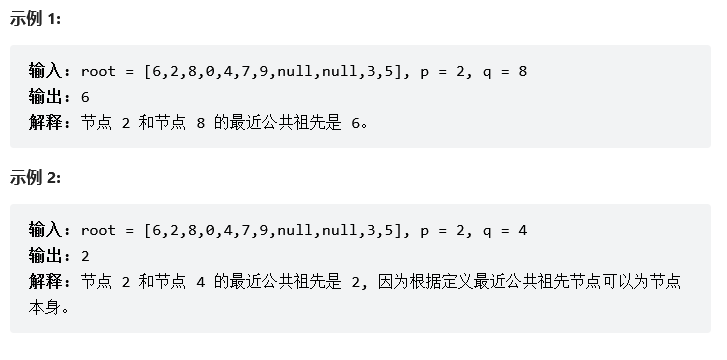 示例 1:
输入：root = [6,2,8,0,4,7,9,null,null,3,5], p = 2, q = 8
输出：6
解释：节点 2 和节点 8 的最近公共祖先是 6。
示例 2:
输入：root = [6,2,8,0,4,7,9,null,null,3,5], p = 2, q = 4
输出：2
解释：节点 2 和节点 4 的最近公共祖先是 2, 因为根据定义最近公共祖先节点可以为节点
本身。